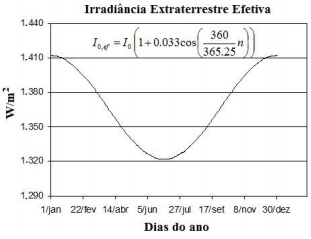 Irradiância Extraterrestre Efetiva
I₀,ef = I₀(1+0.033cos(360/365.25 n))
W/m²
1.440
1.410
1.380
1.350
1.320
1.290
1/jan 22/fev 14/abr 5/jun 27/jul 17/set 8/nov 30/dez
Dias do ano